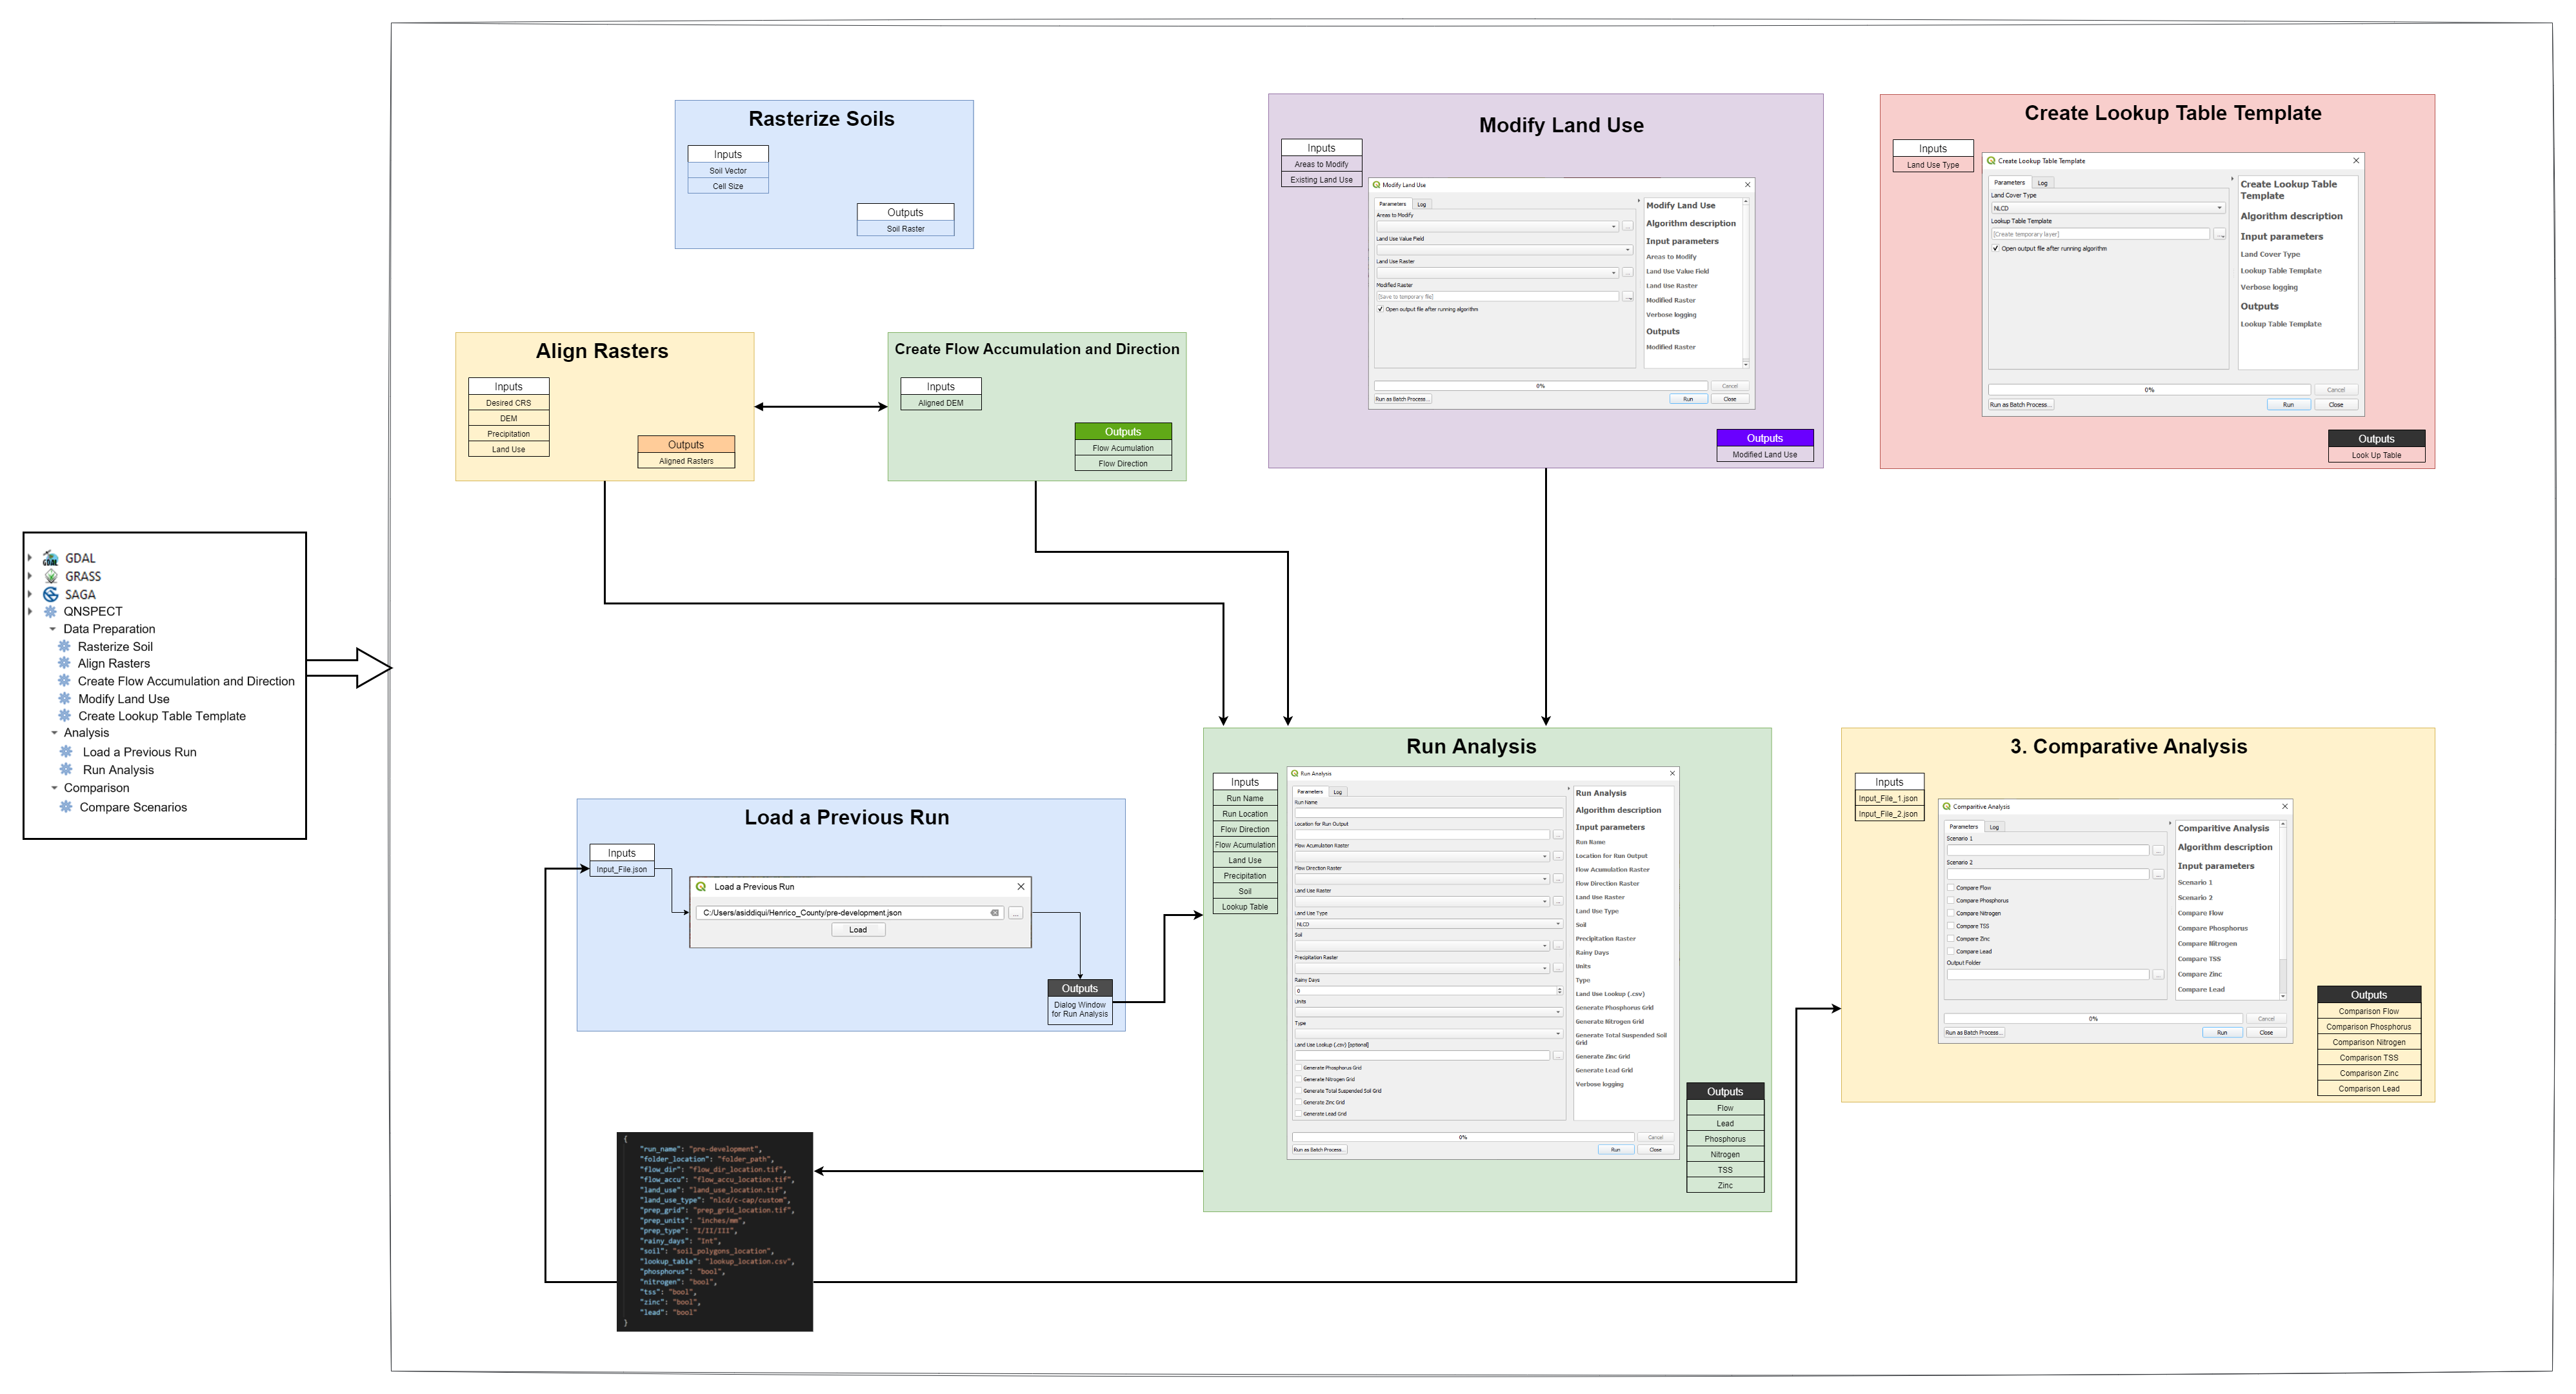 GDAL
GRASS
SAGA
QNSPECT
Data Preparation
Rasterize Soil
Align Rasters
Create Flow Accumulation and Direction
Modify Land Use
Create Lookup Table Template
Analysis
Load a Previous Run
Run Analysis
Comparison
Compare Scenarios
Rasterize Soils
Inputs
Soil Vector
Cell Size
Outputs
Soil Raster
Modify Land Use
Inputs
Areas to Modify
Existing Land Use
Modify Land Use
Parameters Log
Areas to Modify
Land Use Value Field
Land Use Raster
Modified Raster
[Save to temporary file]
Open output file after running algorithm
Modify Land Use
Algorithm description
Input parameters
Areas to Modify
Land Use Value Field
Land Use Raster
Modified Raster
Verbose logging
Outputs
Modified Raster
0%
Cancel
Run as Batch Process...
Run
Close
Outputs
Modified Land Use
Create Lookup Table Template
Inputs
Land Use Type
Create Lookup Table Template
Parameters Log
Land Cover Type
NLCD
Lookup Table Template
[Create temporary layer]
Open output file after running algorithm
Create Lookup Table
Template
Algorithm description
Input parameters
Land Cover Type
Lookup Table Template
Verbose logging
Outputs
Lookup Table Template
0%
Cancel
Run as Batch Process...
Run
Close
Outputs
Look Up Table
Align Rasters
Inputs
Desired CRS
DEM
Precipitation
Land Use
Outputs
Aligned Rasters
Create Flow Accumulation and Direction
Inputs
Aligned DEM
Outputs
Flow Acumulation
Flow Direction
Load a Previous Run
Inputs
Input_File.json
Load a Previous Run
C:/Users/asiddiqui/Henrico_County/pre-development.json
...
Load
Outputs
Dialog Window
for Run Analysis
Run Analysis
Inputs
Run Name
Run Location
Flow Direction
Flow Acumulation
Land Use
Precipitation
Soil
Lookup Table
Run Analysis
Parameters Log
Run Name
Location for Run Output
Flow Accumulation Raster
Flow Direction Raster
Land Use Raster
Land Use Type
NLCD
Soil
Precipitation Raster
Rainy Days
0
Units
Type
Land Use Lookup (.csv) [optional]
Generate Phosphorus Grid
Generate Nitrogen Grid
Generate Total Suspended Soil Grid
Generate Zinc Grid
Generate Lead Grid
Run Analysis
Algorithm description
Input parameters
Run Name
Location for Run Output
Flow Accumulation Raster
Flow Direction Raster
Land Use Raster
Land Use Type
Soil
Precipitation Raster
Rainy Days
Units
Type
Land Use Lookup (.csv)
Generate Phosphorus Grid
Generate Nitrogen Grid
Generate Total Suspended Soil
Grid
Generate Zinc Grid
Generate Lead Grid
Verbose logging
0%
Cancel
Run as Batch Process...
Run
Close
Outputs
Flow
Lead
Phosphorus
Nitrogen
TSS
Zinc
3. Comparative Analysis
Inputs
Input_File_1.json
Input_File_2.json
Comparitive Analysis
Parameters Log
Scenario 1
Scenario 2
Compare Flow
Compare Phosphorus
Compare Nitrogen
Compare TSS
Compare Zinc
Compare Lead
Output Folder
Comparitive Analysis
Algorithm description
Input parameters
Scenario 1
Scenario 2
Compare Flow
Compare Phosphorus
Compare Nitrogen
Compare TSS
Compare Zinc
Compare Lead
0%
Cancel
Run as Batch Process...
Run
Close
Outputs
Comparison Flow
Comparison Phosphorus
Comparison Nitrogen
Comparison TSS
Comparison Zinc
Comparison Lead
{
"run_name": "pre-development",
"folder_location": "folder_path",
"flow_dir": "flow_dir_location.tif",
"flow_accu": "flow_accu_location.tif",
"land_use": "land_use_location.tif",
"land_use_type": "nlcd/c-cap/custom",
"prep_grid": "prep_grid_location.tif",
"prep_units": "inches/mm",
"prep_type": "I/II/III",
"rainy_days": "Int",
"soil": "soil_polygons_location",
"lookup_table": "lookup_location.csv",
"phosphorus": "bool",
"nitrogen": "bool",
"tss": "bool",
"zinc": "bool",
"lead": "bool"
}